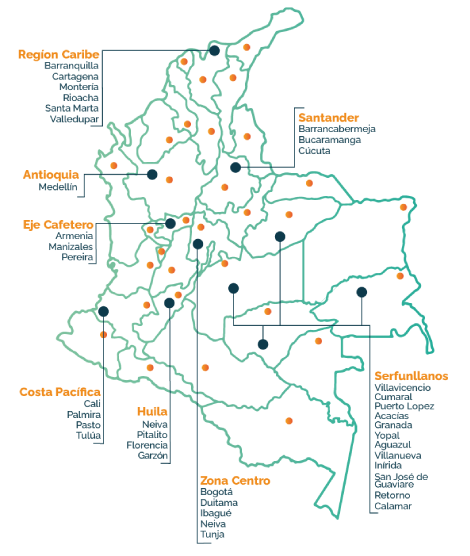 Región Caribe
Barranquilla
Cartagena
Montería
Rioacha
Santa Marta
Valledupar
Santander
Barrancabermeja
Bucaramanga
Cúcuta
Antioquia
Medellín
Eje Cafetero
Armenia
Manizales
Pereira
Costa Pacífica
Cali
Palmira
Pasto
Tulúa
Huila
Neiva
Pitalito
Florencia
Garzón
Zona Centro
Bogotá
Duitama
Ibagué
Neiva
Tunja
Serfunllanos
Villavicencio
Cumaral
Puerto Lopez
Acacías
Granada
Yopal
Aguazul
Villanueva
Inírida
San José de
Guaviare
Retorno
Calamar